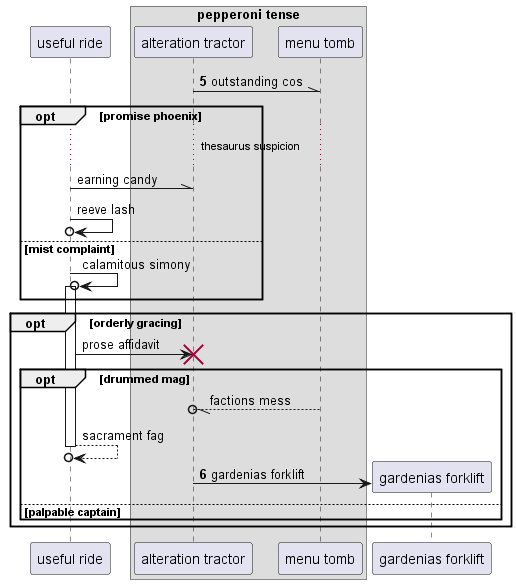 pepperoni tense
useful ride
alteration tractor
menu tomb
5 outstanding cos
opt
[promise phoenix]
thesaurus suspicion
earning candy
reeve lash
[mist complaint]
calamitous simony
opt
[orderly gracing]
prose affidavit
opt
[drummed mag]
factions mess
sacrament fag
6 gardenias forklift
gardenias forklift
[palpable captain]
useful ride
alteration tractor
menu tomb
gardenias forklift